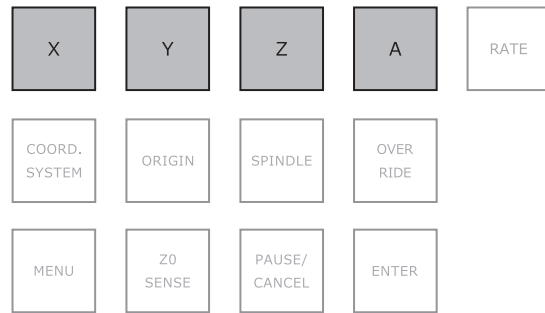 X Y Z A RATE
COORD.
SYSTEM
ORIGIN
SPINDLE
OVER
RIDE
MENU
Z0
SENSE
PAUSE/
CANCEL
ENTER